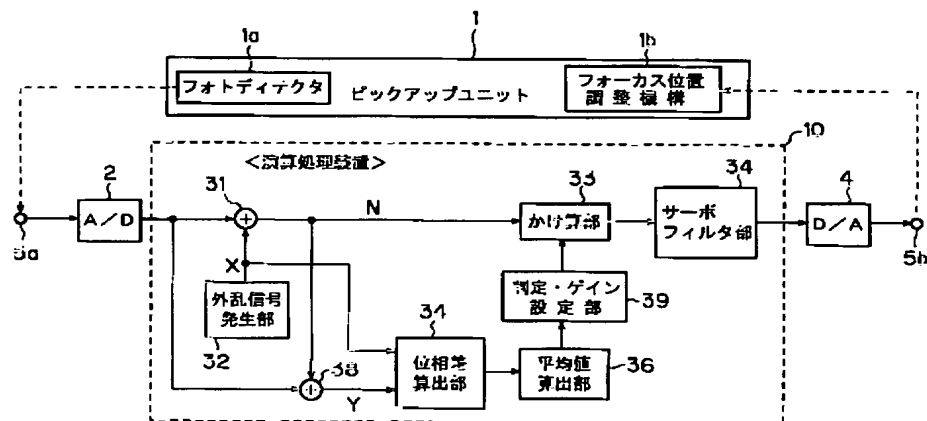 1
1a
1b
フォトディテクタ
ピックアップユニット
フォーカス位置
調整機構
10
<演算処理装置>
2
A/D
5a
31
N
33
かけ算部
34
サーボ
フィルタ部
4
D/A
5b
X
外乱信号
発生部
32
判定・ゲイン
設定部
39
34
位相差
算出部
平均値
算出部
36
38
Y